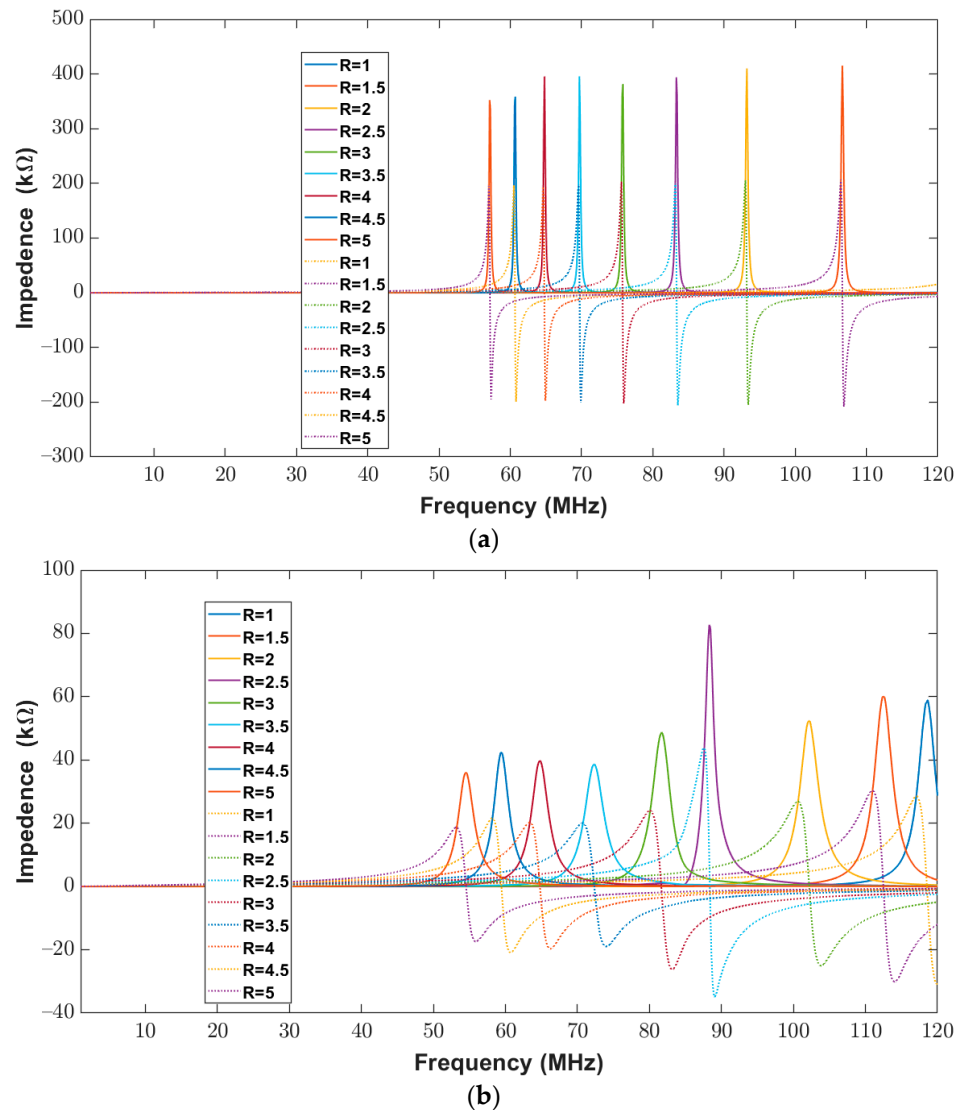 500
400
300
200
100
0
−100
−200
−300
Impedence (kΩ)
R=1
R=1.5
R=2
R=2.5
R=3
R=3.5
R=4
R=4.5
R=5
R=1
R=1.5
R=2
R=2.5
R=3
R=3.5
R=4
R=4.5
R=5
10 20 30 40 50 60 70 80 90 100 110 120
Frequency (MHz)
(a)
100
80
60
40
20
0
−20
−40
Impedence (kΩ)
R=1
R=1.5
R=2
R=2.5
R=3
R=3.5
R=4
R=4.5
R=5
R=1
R=1.5
R=2
R=2.5
R=3
R=3.5
R=4
R=4.5
R=5
10 20 30 40 50 60 70 80 90 100 110 120
Frequency (MHz)
(b)